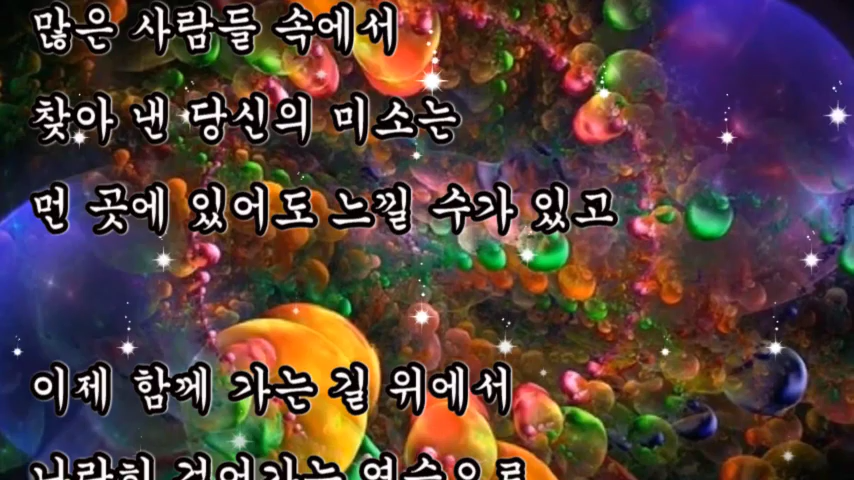 많은 사람들 속에서
찾아 낸 당신의 미소는
먼 곳에 있어도 느낄 수가 있고
이제 함께 가는 길 위에서
나란히 걸어가는 연습으로